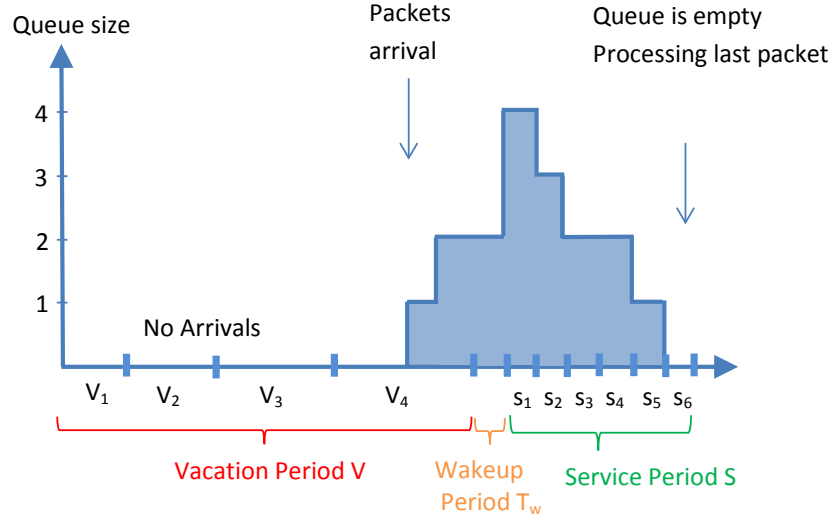 Queue size
Packets
arrival
Queue is empty
Processing last packet
4
3
2
1
No Arrivals
V1 V2 V3 V4 s1 s2 s3 s4 s5 s6
Vacation Period V
Wakeup
Period Tw
Service Period S